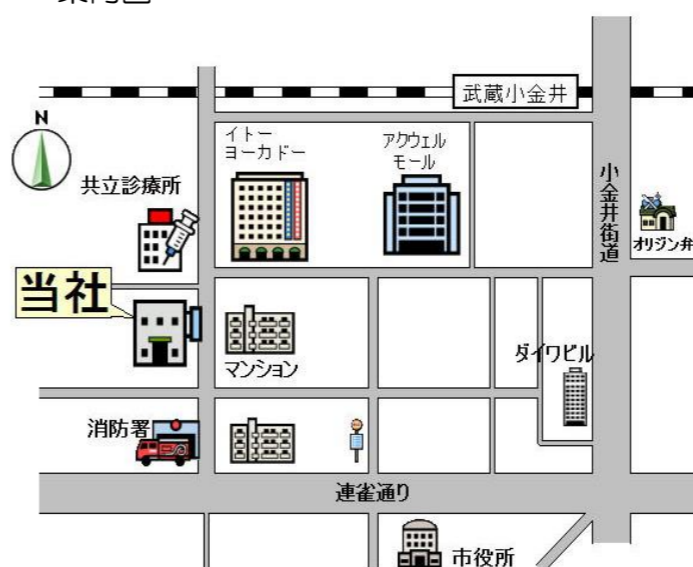 案内図
武蔵小金井
N
イトー
ヨーカドー
アクウェル
モール
共立診療所
小金井街道
オリジン弁
当社
マンション
ダイワビル
消防署
連雀通り
市役所